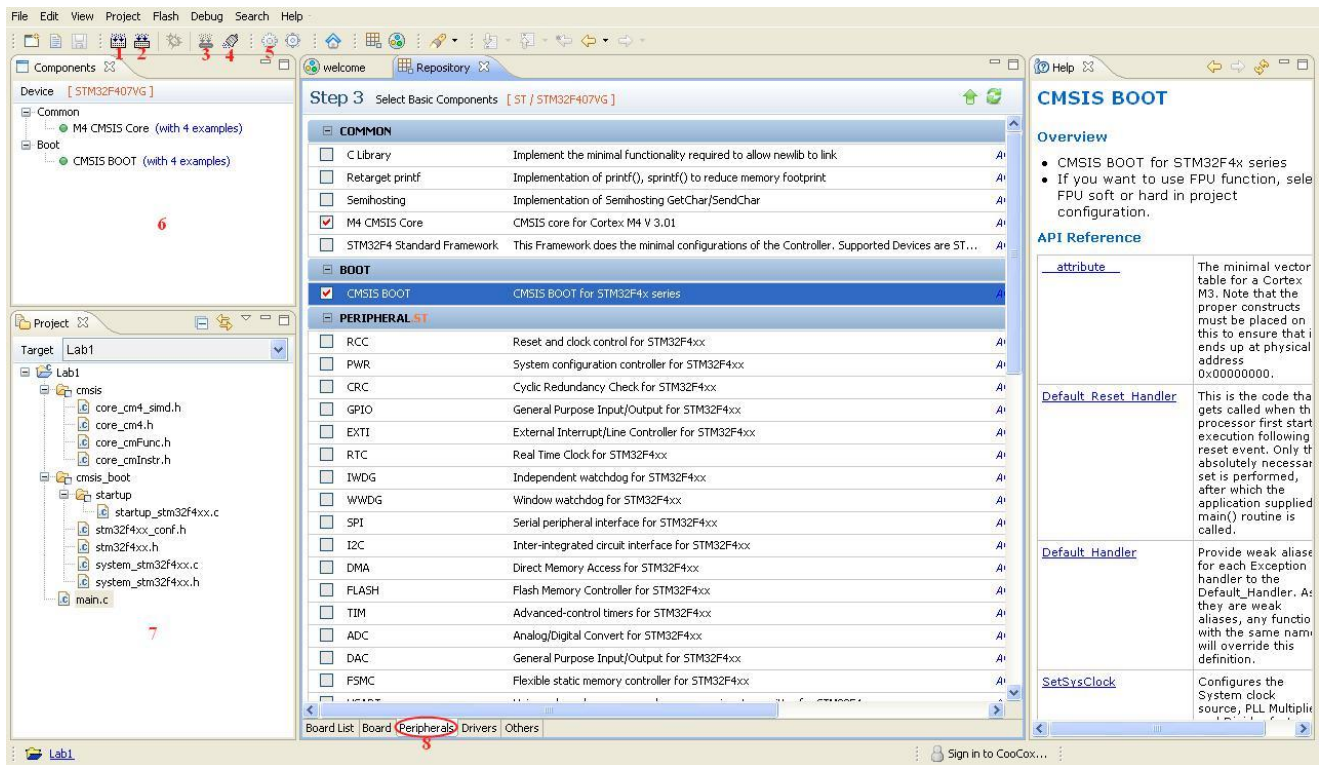 File Edit View Project Flash Debug Search Help
1 2 3 4 5
Components
Device [ STM32F407VG ]
Common
M4 CMSIS Core (with 4 examples)
Boot
CMSIS BOOT (with 4 examples)
6
Project
Target Lab1
Lab1
cmsis
core_cm4_simd.h
core_cm4.h
core_cmFunc.h
core_cmInstr.h
cmsis_boot
startup
startup_stm32f4xx.c
stm32f4xx_conf.h
stm32f4xx.h
system_stm32f4xx.c
system_stm32f4xx.h
main.c
7
welcome Repository
Step 3 Select Basic Components [ ST / STM32F407VG ]
COMMON
C Library Implement the minimal functionality required to allow newlib to link
Retarget printf Implementation of printf(), sprintf() to reduce memory footprint
Semihosting Implementation of Semihosting GetChar/SendChar
M4 CMSIS Core CMSIS core for Cortex M4 V 3.01
STM32F4 Standard Framework This Framework does the minimal configurations of the Controller. Supported Devices are ST...
BOOT
CMSIS BOOT CMSIS BOOT for STM32F4x series
PERIPHERAL.ST
RCC Reset and clock control for STM32F4xx
PWR System configuration controller for STM32F4xx
CRC Cyclic Redundancy Check for STM32F4xx
GPIO General Purpose Input/Output for STM32F4xx
EXTI External Interrupt/Line Controller for STM32F4xx
RTC Real Time Clock for STM32F4xx
IWDG Independent watchdog for STM32F4xx
WWDG Window watchdog for STM32F4xx
SPI Serial peripheral interface for STM32F4xx
I2C Inter-integrated circuit interface for STM32F4xx
DMA Direct Memory Access for STM32F4xx
FLASH Flash Memory Controller for STM32F4xx
TIM Advanced-control timers for STM32F4xx
ADC Analog/Digital Convert for STM32F4xx
DAC General Purpose Input/Output for STM32F4xx
FSMC Flexible static memory controller for STM32F4xx
Board List Board Peripherals Drivers Others
8
Help
CMSIS BOOT
Overview
CMSIS BOOT for STM32F4x series
If you want to use FPU function, sele
FPU soft or hard in project
configuration.
API Reference
__attribute__ The minimal vector
table for a Cortex
M3. Note that the
proper constructs
must be placed on
this to ensure that i
ends up at physical
address
0x00000000.
Default_Reset_Handler This is the code tha
gets called when th
processor first start
execution following
reset event. Only th
absolutely necessar
set is performed,
after which the
application supplied
main() routine is
called.
Default_Handler Provide weak aliase
for each Exception
handler to the
Default_Handler. As
they are weak
aliases, any functio
with the same name
will override this
definition.
SetSysClock Configures the
System clock
source, PLL Multiplie
Lab1
Sign in to CooCox...